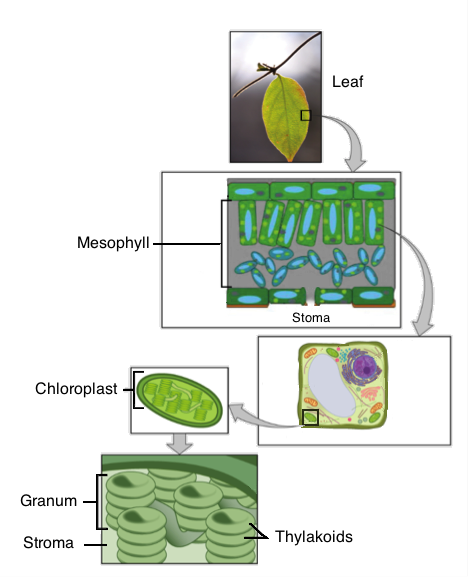 Leaf
Mesophyll
Stoma
Chloroplast
Granum
Stroma
Thylakoids